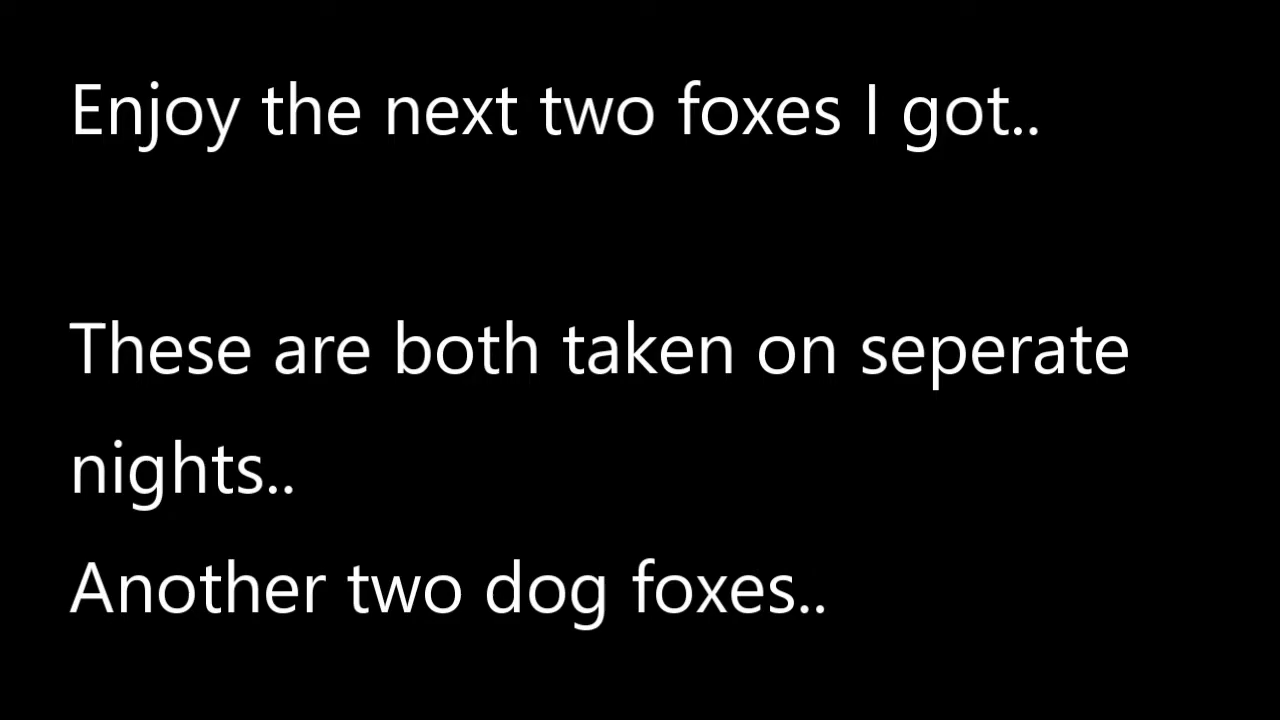 Enjoy the next two foxes I got..
These are both taken on seperate
nights..
Another two dog foxes..